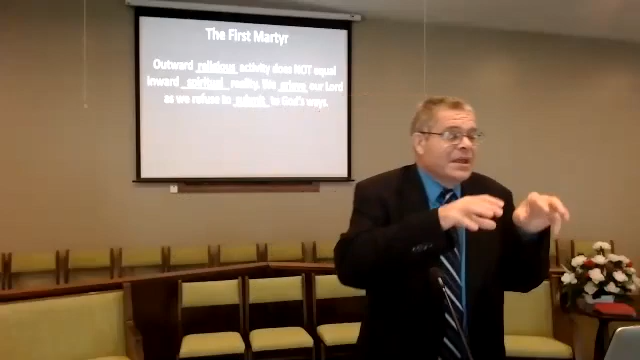 The First Martyr
Outward religious activity does NOT equal
inward spiritual reality. We grieve our Lord
as we refuse to submit to God's ways.